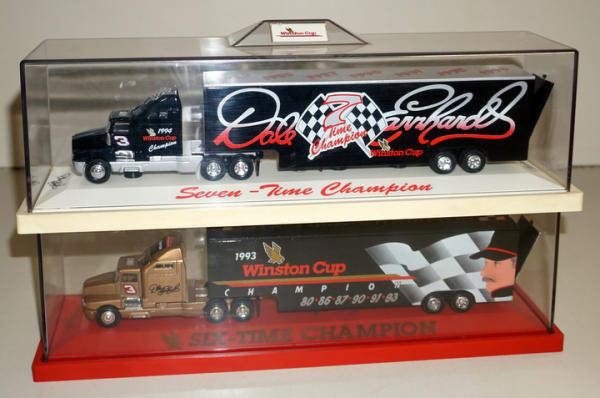 Winston Cup
Dale Earnhardt
7
Time
Champion
Winston Cup
1994
Winston Cup
Champion
3
Seven-Time Champion
1993
Winston Cup
CHAMPION
80•86•87•90•91•93
3
SIX-TIME CHAMPION